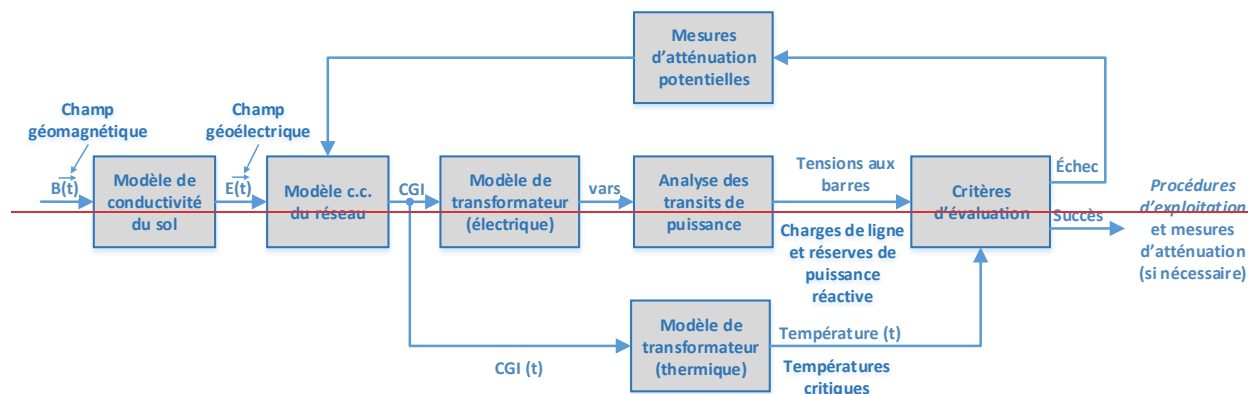 Mesures
d'atténuation
potentielles
Champ
géomagnétique
Champ
géoélectrique
B(t)
Modèle de
conductivité
du sol
E(t)
Modèle c.c.
du réseau
CGI
Modèle de
transformateur
(électrique)
vars
Analyse des
transits de
puissance
Tensions aux
barres
Charges de ligne
et réserves de
puissance
réactive
Critères
d'évaluation
Échec
Succès
Procédures
d'exploitation
et mesures
d'atténuation
(si nécessaire)
CGI (t)
Modèle de
transformateur
(thermique)
Température (t)
Températures
critiques